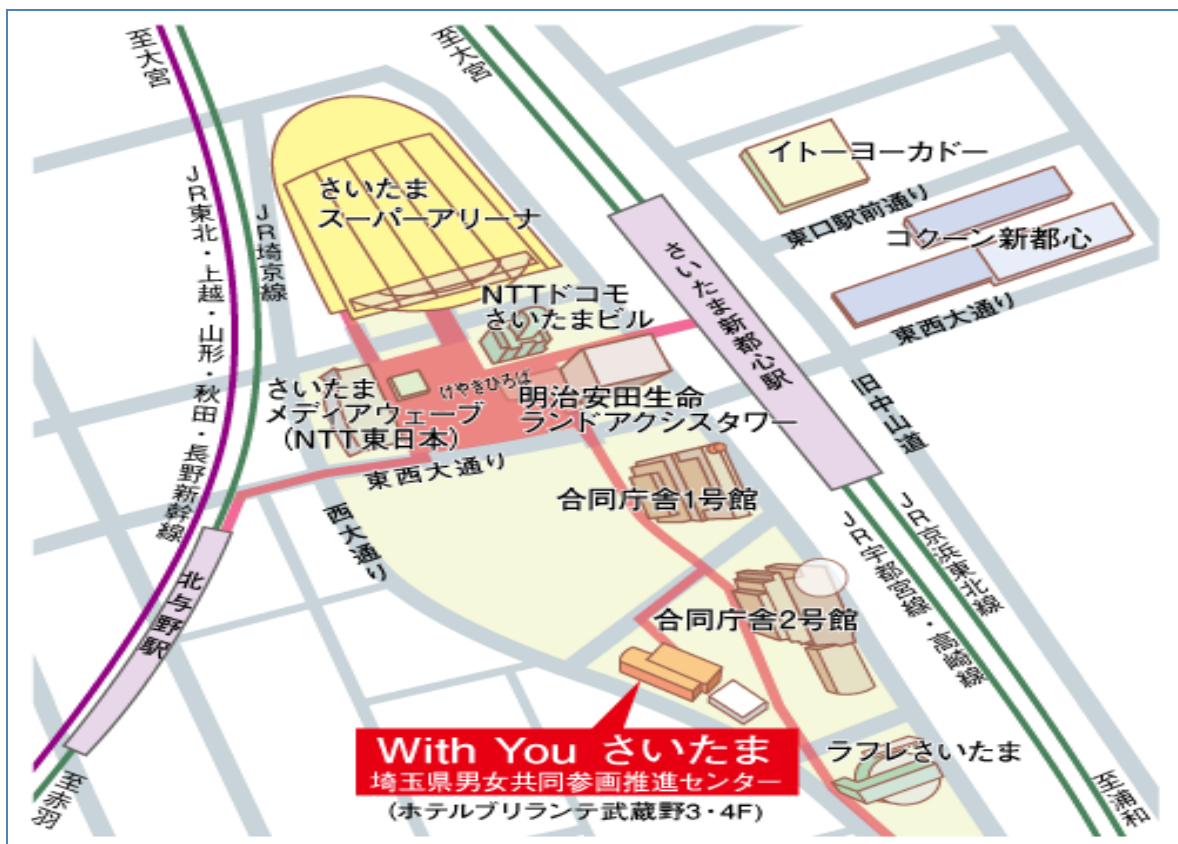 至大宮
至大宮
JR東北・上越・山形・秋田・長野新幹線
JR埼京線
さいたま
スーパーアリーナ
イトーヨーカドー
東口駅前通り
コクーン新都心
東西大通り
さいたま新都心駅
NTTドコモ
さいたまビル
けやきひろば
明治安田生命
ランドアクシスタワー
さいたま
メディアウェーブ
(NTT東日本)
東西大通り
旧中山道
西大通り
合同庁舎1号館
JR京浜東北線
JR宇都宮線・高崎線
北与野駅
合同庁舎2号館
With You さいたま
埼玉県男女共同参画推進センター
(ホテルブリランテ武蔵野3・4F)
ラフレさいたま
至赤羽
至浦和